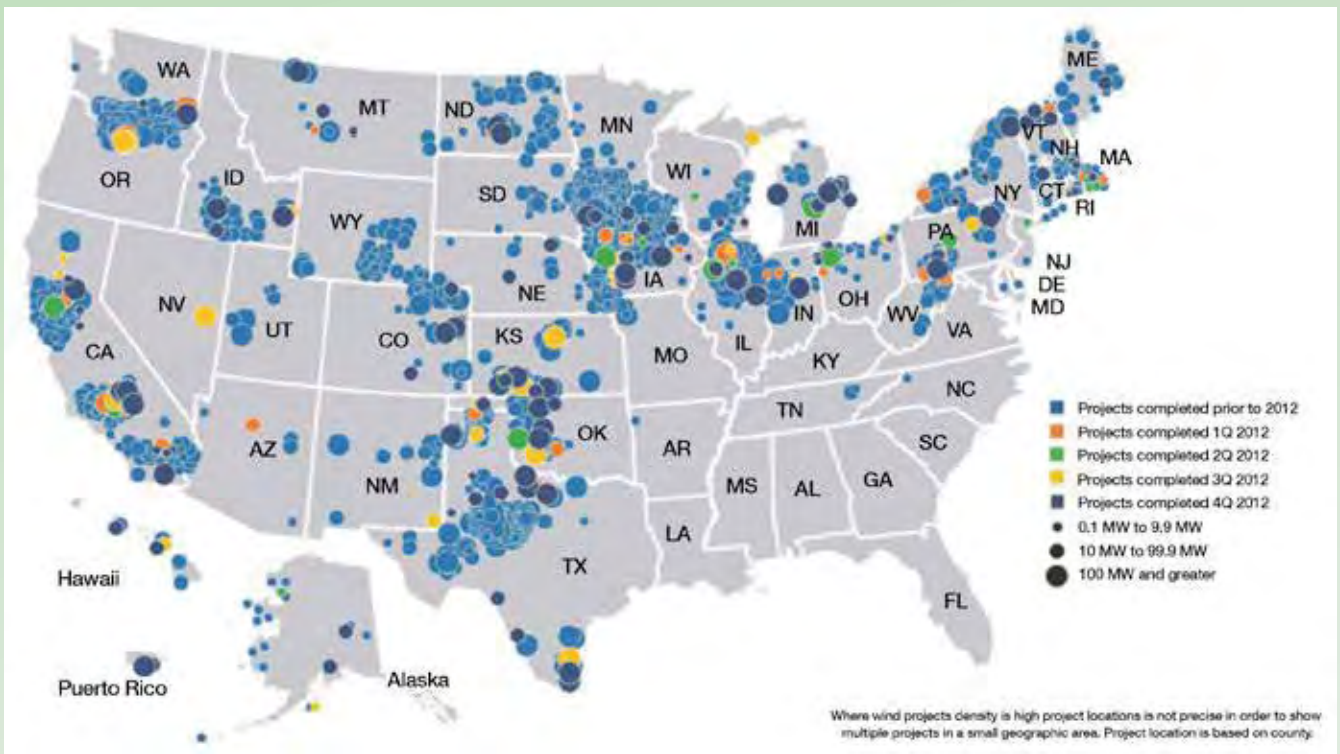 WA
MT
ND
MN
ME
VT
NH
MA
OR
ID
SD
WI
NY
CT
RI
WY
MI
PA
NJ
DE
MD
NE
IA
OH
NV
UT
CO
KS
IL
IN
WV
VA
CA
MO
KY
NC
TN
AZ
NM
OK
AR
SC
MS
AL
GA
LA
TX
FL
Projects completed prior to 2012
Projects completed 1Q 2012
Projects completed 2Q 2012
Projects completed 3Q 2012
Projects completed 4Q 2012
0.1 MW to 9.9 MW
10 MW to 99.9 MW
100 MW and greater
Hawaii
Puerto Rico
Alaska
Where wind projects density is high project locations is not precise in order to show
multiple projects in a small geographic area. Project location is based on county.